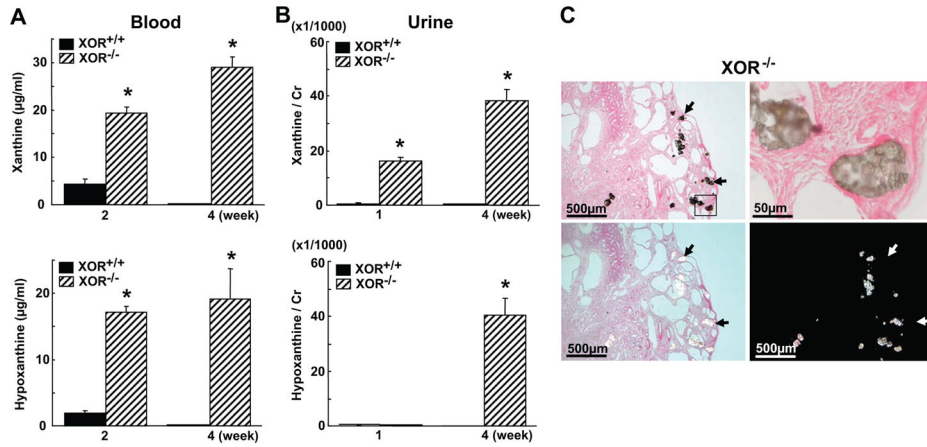 A
Blood
XOR+/+
XOR-/-
Xanthine (µg/ml)
30
20
10
0
*
*
2
4 (week)
XOR+/+
XOR-/-
Hypoxanthine (µg/ml)
20
10
0
*
*
2
4 (week)
B
Urine
(x1/1000)
XOR+/+
XOR-/-
Xanthine / Cr
60
40
20
0
*
*
1
4 (week)
(x1/1000)
XOR+/+
XOR-/-
Hypoxanthine / Cr
60
40
20
0
*
1
4 (week)
C
XOR-/-
500µm
50µm
500µm
500µm